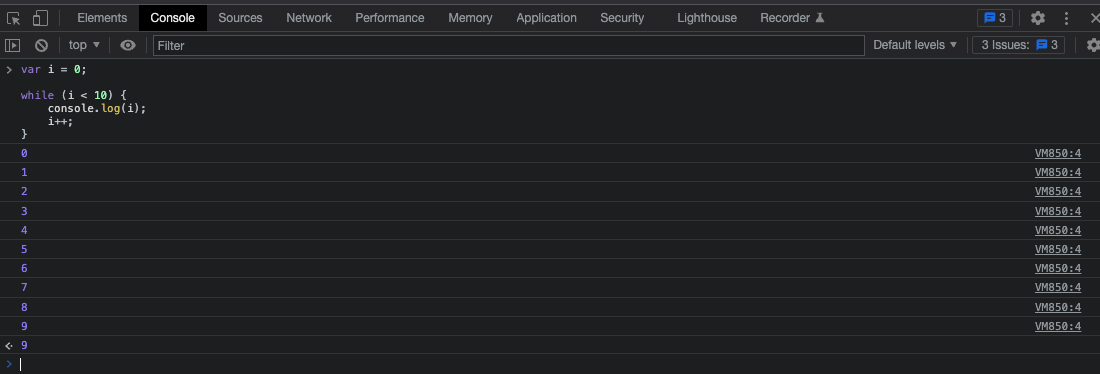 Elements Console Sources Network Performance Memory Application Security Lighthouse Recorder 3
top Filter Default levels 3 Issues: 3
var i = 0;
while (i < 10) {
    console.log(i);
    i++;
}
0 VM850:4
1 VM850:4
2 VM850:4
3 VM850:4
4 VM850:4
5 VM850:4
6 VM850:4
7 VM850:4
8 VM850:4
9 VM850:4
9